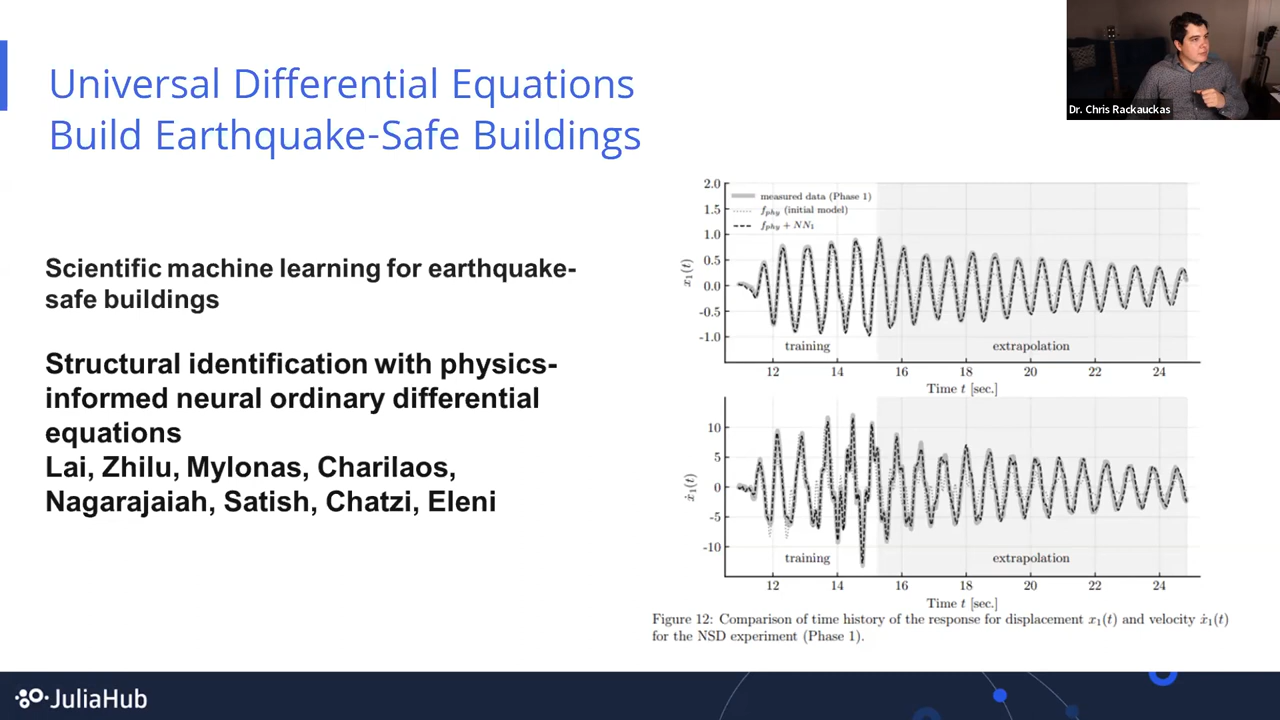 Universal Differential Equations
Build Earthquake-Safe Buildings
Dr. Chris Rackauckas
Scientific machine learning for earthquake-
safe buildings
Structural identification with physics-
informed neural ordinary differential
equations
Lai, Zhilu, Mylonas, Charilaos,
Nagarajaiah, Satish, Chatzi, Eleni
2.0
1.5
1.0
0.5
0.0
-0.5
-1.0
x₁(t)
measured data (Phase 1)
f_phy (initial model)
f_phy + NN₁
training
extrapolation
12 14 16 18 20 22 24
Time t [sec.]
10
5
0
-5
-10
ẋ₁(t)
training
extrapolation
12 14 16 18 20 22 24
Time t [sec.]
Figure 12: Comparison of time history of the response for displacement x₁(t) and velocity ẋ₁(t)
for the NSD experiment (Phase 1).
JuliaHub